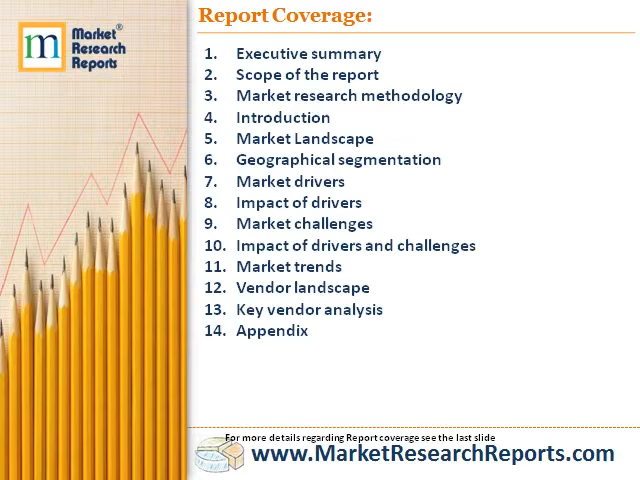 m
Market®
Research
Reports
Report Coverage:
1. Executive summary
2. Scope of the report
3. Market research methodology
4. Introduction
5. Market Landscape
6. Geographical segmentation
7. Market drivers
8. Impact of drivers
9. Market challenges
10. Impact of drivers and challenges
11. Market trends
12. Vendor landscape
13. Key vendor analysis
14. Appendix
For more details regarding Report coverage see the last slide
www.MarketResearchReports.com